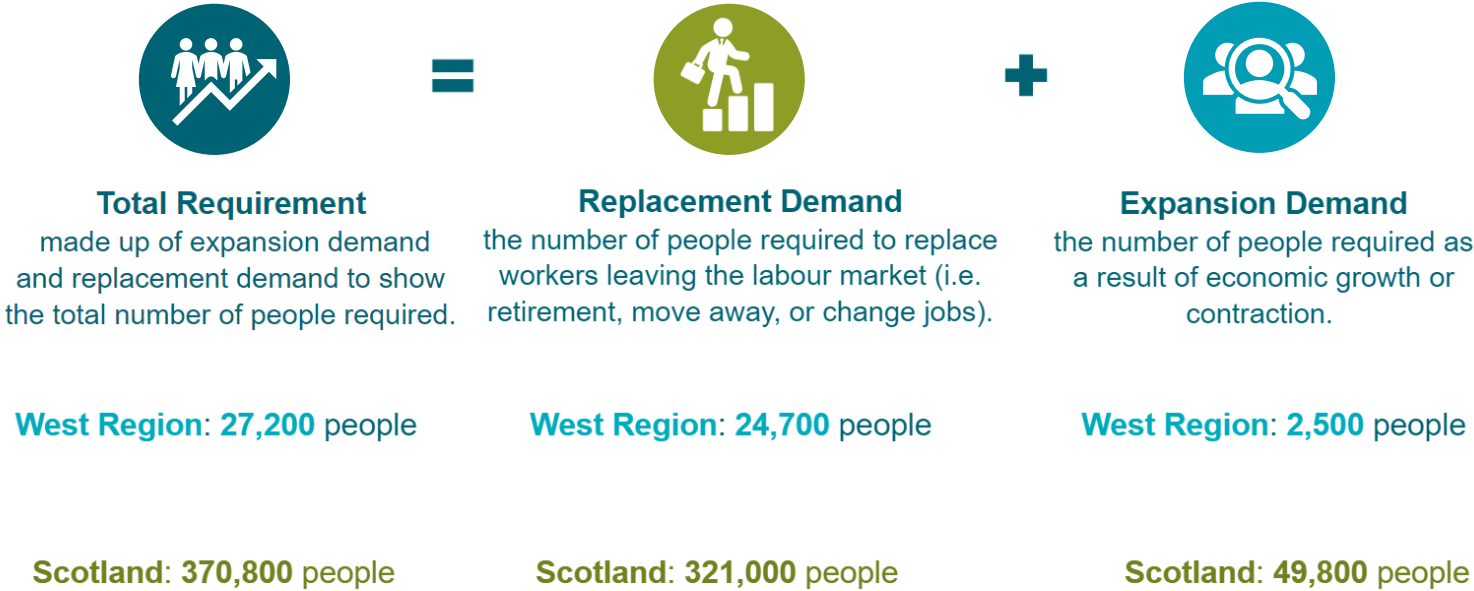 =
+
Total Requirement
made up of expansion demand
and replacement demand to show
the total number of people required.
Replacement Demand
the number of people required to replace
workers leaving the labour market (i.e.
retirement, move away, or change jobs).
Expansion Demand
the number of people required as
a result of economic growth or
contraction.
West Region: 27,200 people
West Region: 24,700 people
West Region: 2,500 people
Scotland: 370,800 people
Scotland: 321,000 people
Scotland: 49,800 people